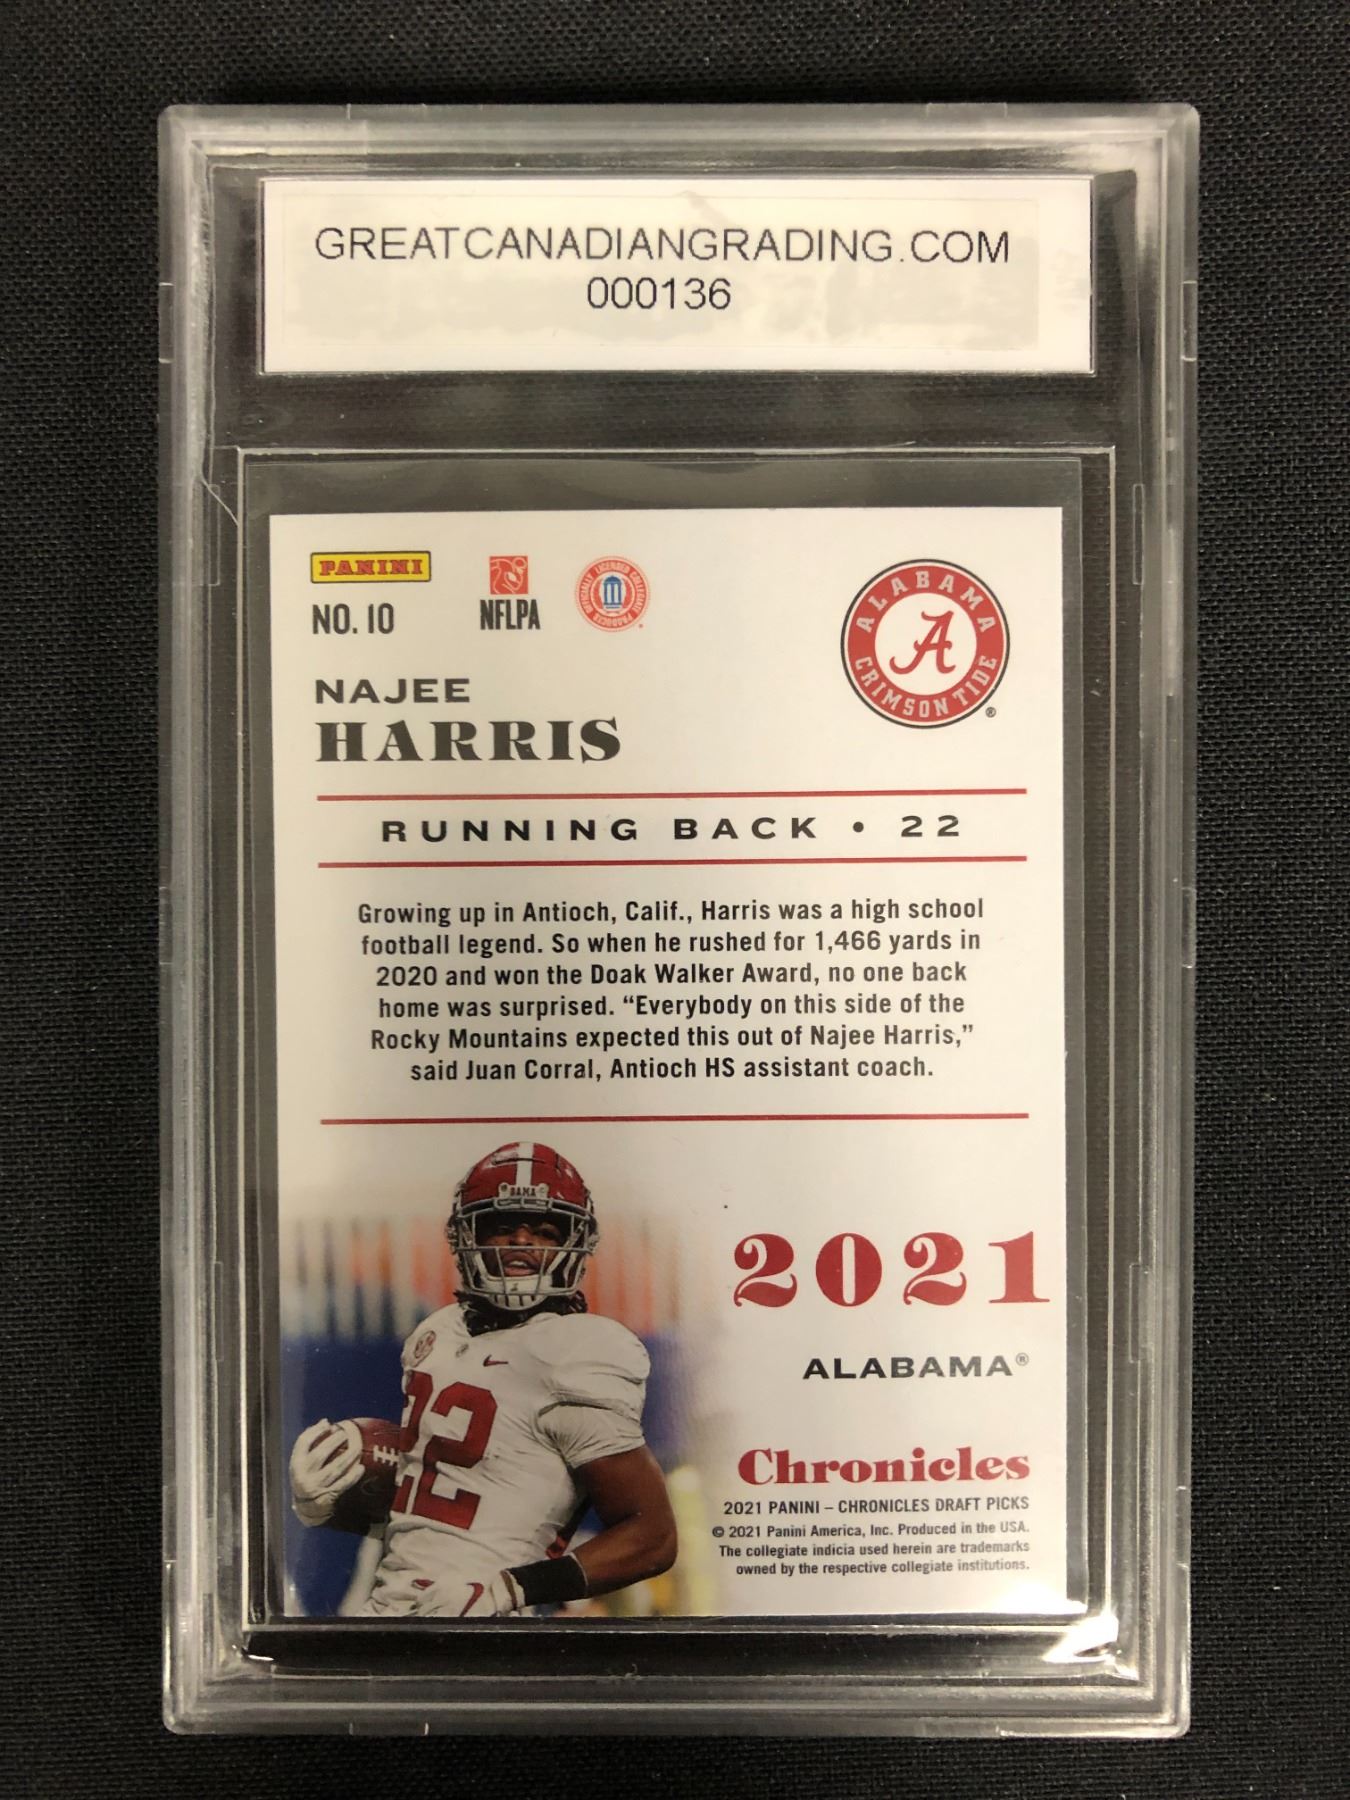 GREATCANADIANGRADING.COM
000136
PANINI
NO. 10
NFLPA
OFFICIALLY LICENSED COLLEGIATE PRODUCTS
ALABAMA
A
CRIMSON TIDE
®
NAJEE
HARRIS
RUNNING BACK • 22
Growing up in Antioch, Calif., Harris was a high school
football legend. So when he rushed for 1,466 yards in
2020 and won the Doak Walker Award, no one back
home was surprised. “Everybody on this side of the
Rocky Mountains expected this out of Najee Harris,”
said Juan Corral, Antioch HS assistant coach.
BAMA
22
2021
ALABAMA®
Chronicles
2021 PANINI – CHRONICLES DRAFT PICKS
© 2021 Panini America, Inc. Produced in the USA.
The collegiate indicia used herein are trademarks
owned by the respective collegiate institutions.